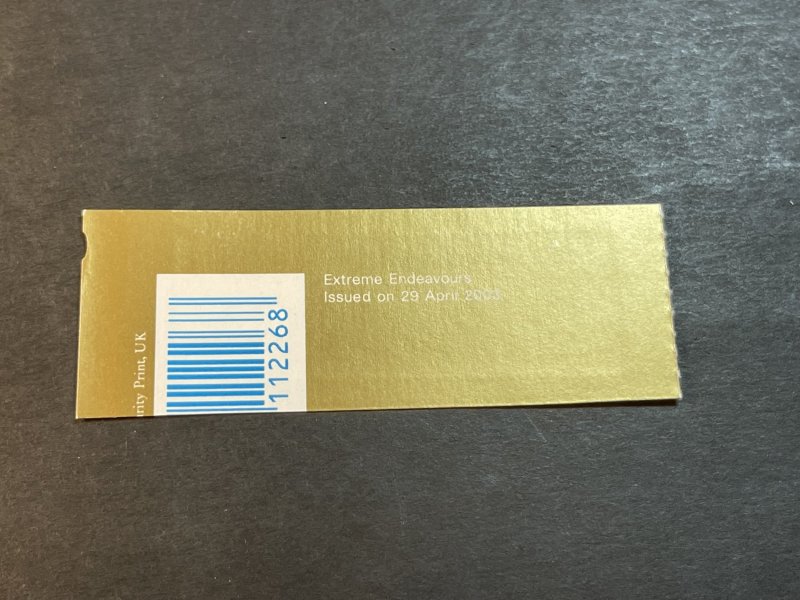 Extreme Endeavours
Issued on 29 April 2003
112268
rity Print, UK